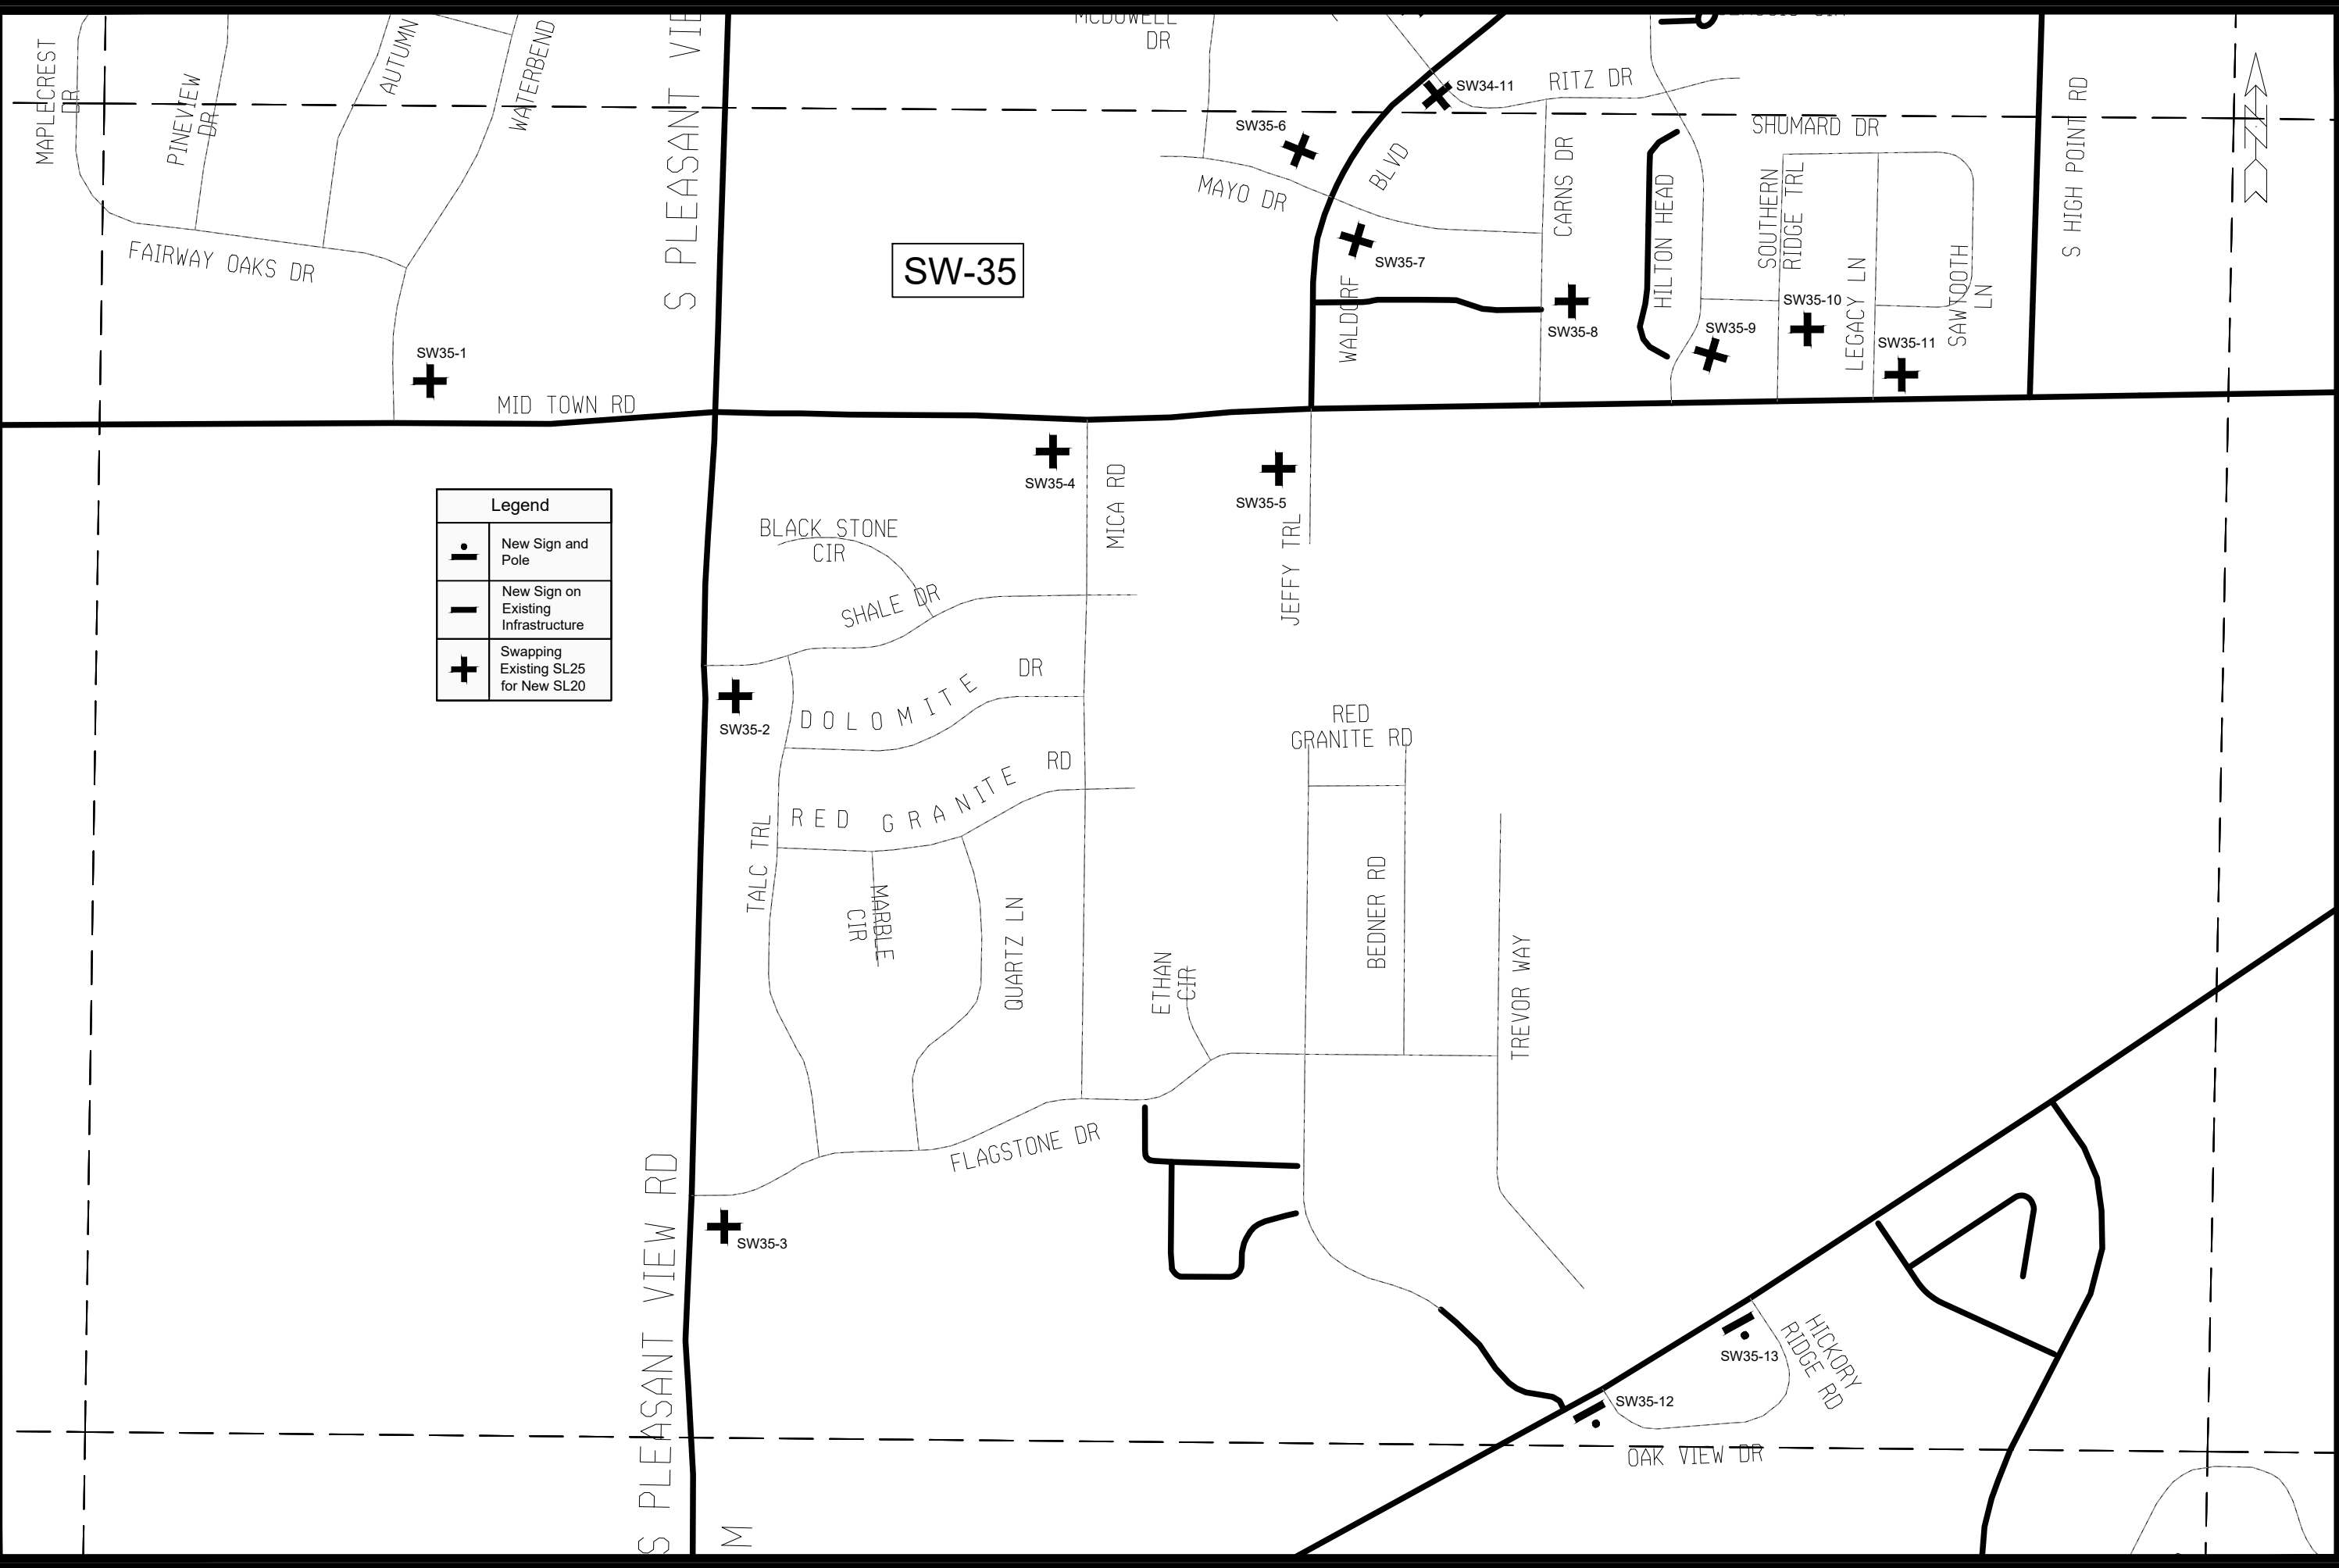 MCDOWELL
DR
MAPLECREST
DR
PINEVIEW
DR
AUTUMN
WATERBEND
S PLEASANT VIE
SW34-11
RITZ DR
SW35-6
SHUMARD DR
S HIGH POINT RD
N
BLVD
MAYO DR
CARNS DR
HILTON HEAD
SOUTHERN
RIDGE TRL
FAIRWAY OAKS DR
SW-35
SW35-7
LEGACY LN
SAWTOOTH
LN
SW35-10
WALDORF
SW35-8
SW35-9
SW35-11
SW35-1
MID TOWN RD
SW35-4
MICA RD
SW35-5
JEFFY TRL
Legend
New Sign and
Pole
New Sign on
Existing
Infrastructure
Swapping
Existing SL25
for New SL20
BLACK STONE
CIR
SHALE DR
DOLOMITE DR
SW35-2
RED
GRANITE RD
RED GRANITE RD
TALC TRL
MARBLE
CIR
QUARTZ LN
BEDNER RD
ETHAN
CIR
TREVOR WAY
FLAGSTONE DR
S PLEASANT VIEW RD
SW35-3
HICKORY
RIDGE RD
SW35-13
SW35-12
OAK VIEW DR
M